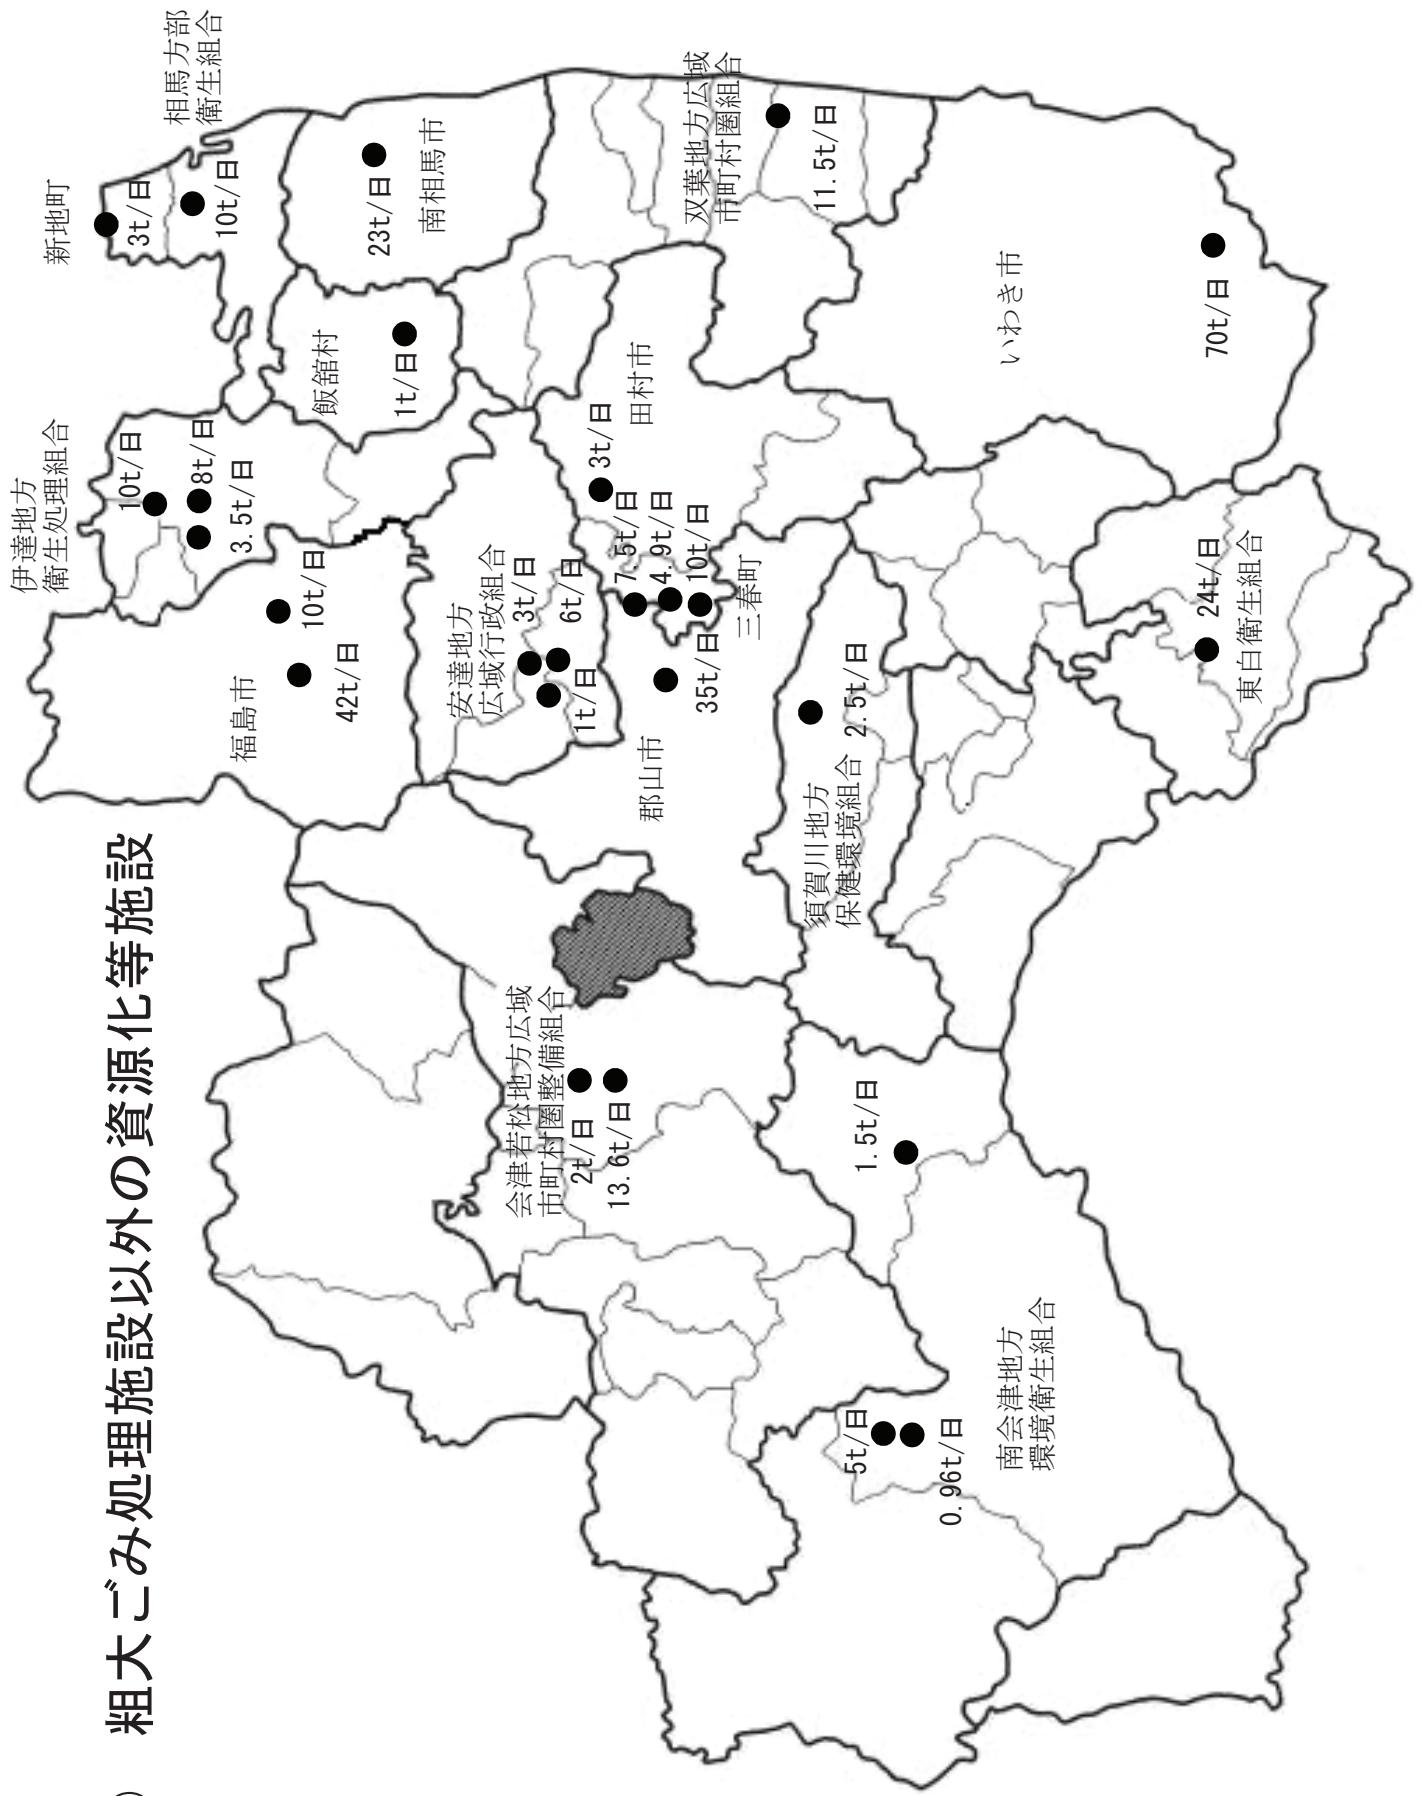 粗大ごみ処理施設以外の資源化等施設
新地町
3t/日
相馬方部
衛生組合
10t/日
伊達地方
衛生処理組合
10t/日
8t/日
3.5t/日
飯舘村
1t/日
23t/日
南相馬市
福島市
10t/日
42t/日
安達地方
広域行政組合
3t/日
6t/日
1t/日
田村市
3t/日
7.5t/日
4.9t/日
10t/日
三春町
郡山市
35t/日
双葉地方広域
市町村圏組合
11.5t/日
須賀川地方
保健環境組合
2.5t/日
いわき市
70t/日
24t/日
東白衛生組合
会津若松地方広域
市町村圏整備組合
2t/日
13.6t/日
1.5t/日
5t/日
0.96t/日
南会津地方
環境衛生組合